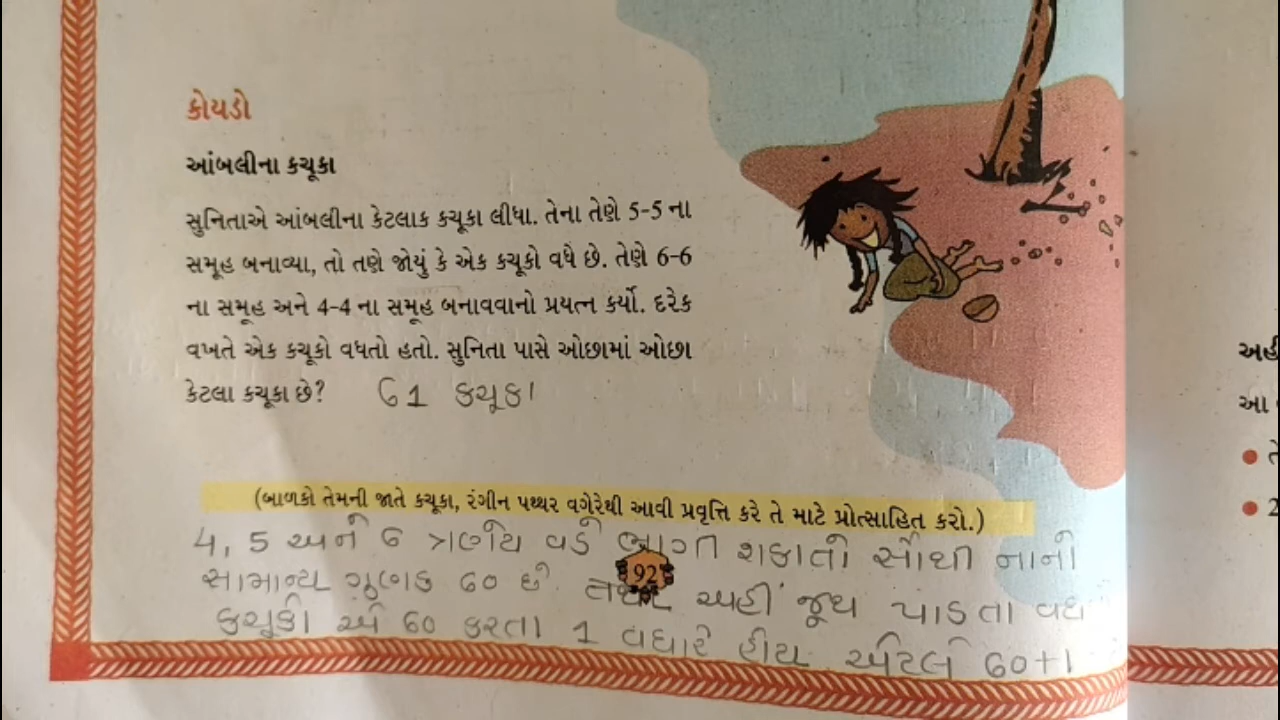 કોયડો
આંબલીના કચૂકા
સુનિતાએ આંબલીના કેટલાક કચૂકા લીધા. તેના તેણે 5-5 ના
સમૂહ બનાવ્યા, તો તણે જોયું કે એક કચૂકો વધે છે. તેણે 6-6
ના સમૂહ અને 4-4 ના સમૂહ બનાવવાનો પ્રયત્ન કર્યો. દરેક
વખતે એક કચૂકો વધતો હતો. સુનિતા પાસે ઓછામાં ઓછા
કેટલા કચૂકા છે? 61 કચૂકા
(બાળકો તેમની જાતે કચૂકા, રંગીન પથ્થર વગેરેથી આવી પ્રવૃત્તિ કરે તે માટે પ્રોત્સાહિત કરો.)
4, 5 અને 6 ત્રણેય વડે ભાગી શકાતો સૌથી નાનો
92
સામાન્ય ગુણક 60 છે અહીં જૂથ પાડતા વધ
કચૂકો એ 60 કરતા 1 વધારે હોય એટલે 60+1
અહી
આ
2